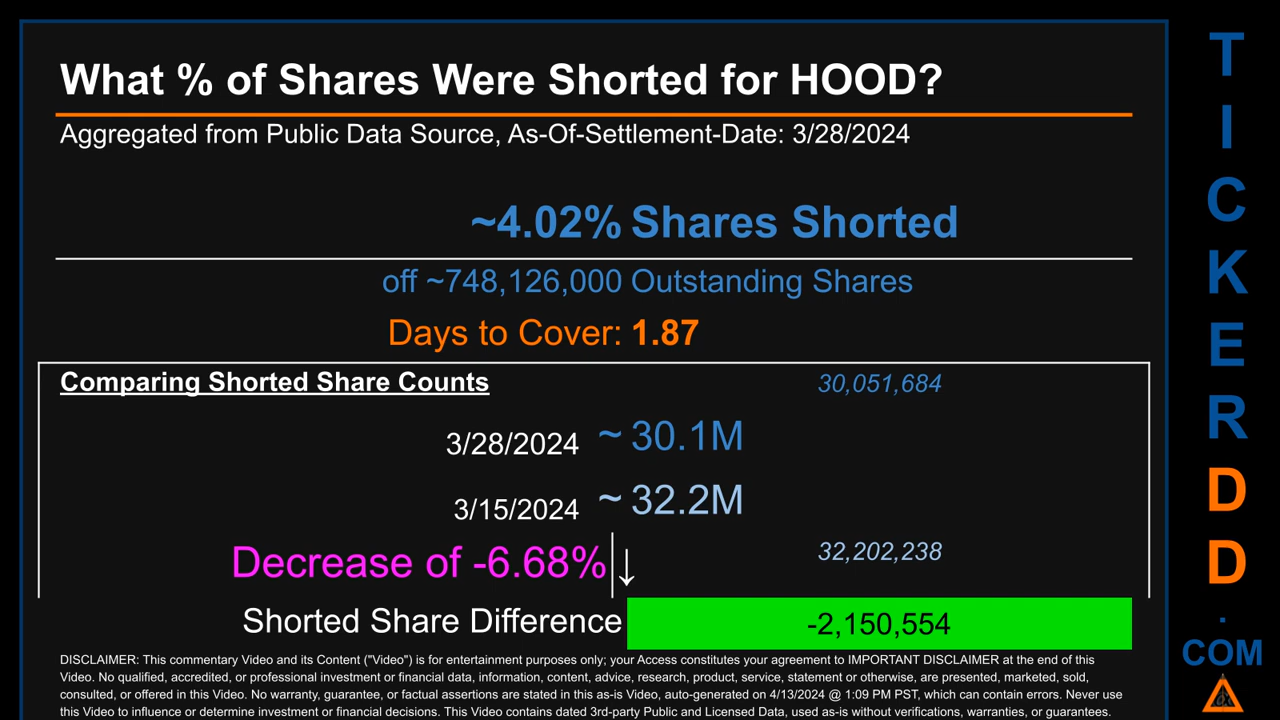 What % of Shares Were Shorted for HOOD?
Aggregated from Public Data Source, As-Of-Settlement-Date: 3/28/2024
~4.02% Shares Shorted
off ~748,126,000 Outstanding Shares
Days to Cover: 1.87
Comparing Shorted Share Counts
30,051,684
3/28/2024 ~ 30.1M
3/15/2024 ~ 32.2M
32,202,238
Decrease of -6.68% ↓
Shorted Share Difference -2,150,554
DISCLAIMER: This commentary Video and its Content ("Video") is for entertainment purposes only; your Access constitutes your agreement to IMPORTANT DISCLAIMER at the end of this
Video. No qualified, accredited, or professional investment or financial data, information, content, advice, research, product, service, statement or otherwise, are presented, marketed, sold,
consulted, or offered in this Video. No warranty, guarantee, or factual assertions are stated in this as-is Video, auto-generated on 4/13/2024 @ 1:09 PM PST, which can contain errors. Never use
this Video to influence or determine investment or financial decisions. This Video contains dated 3rd-party Public and Licensed Data, used as-is without verifications, warranties, or guarantees.
T
I
C
K
E
R
D
D
.
COM